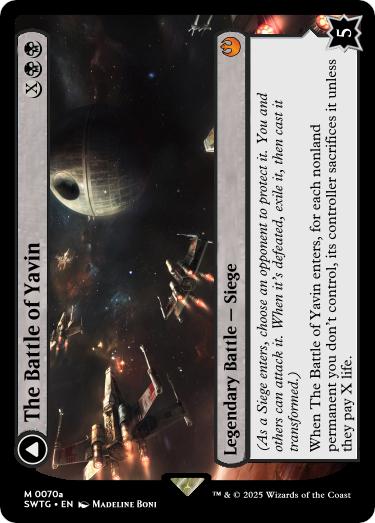 The Battle of Yavin X
Legendary Battle — Siege
(As a Siege enters, choose an opponent to protect it. You and
others can attack it. When it's defeated, exile it, then cast it
transformed.)
When The Battle of Yavin enters, for each nonland
permanent you don't control, its controller sacrifices it unless
they pay X life.
5
M 0070a
SWTG • EN Madeline Boni
™ & © 2025 Wizards of the Coast